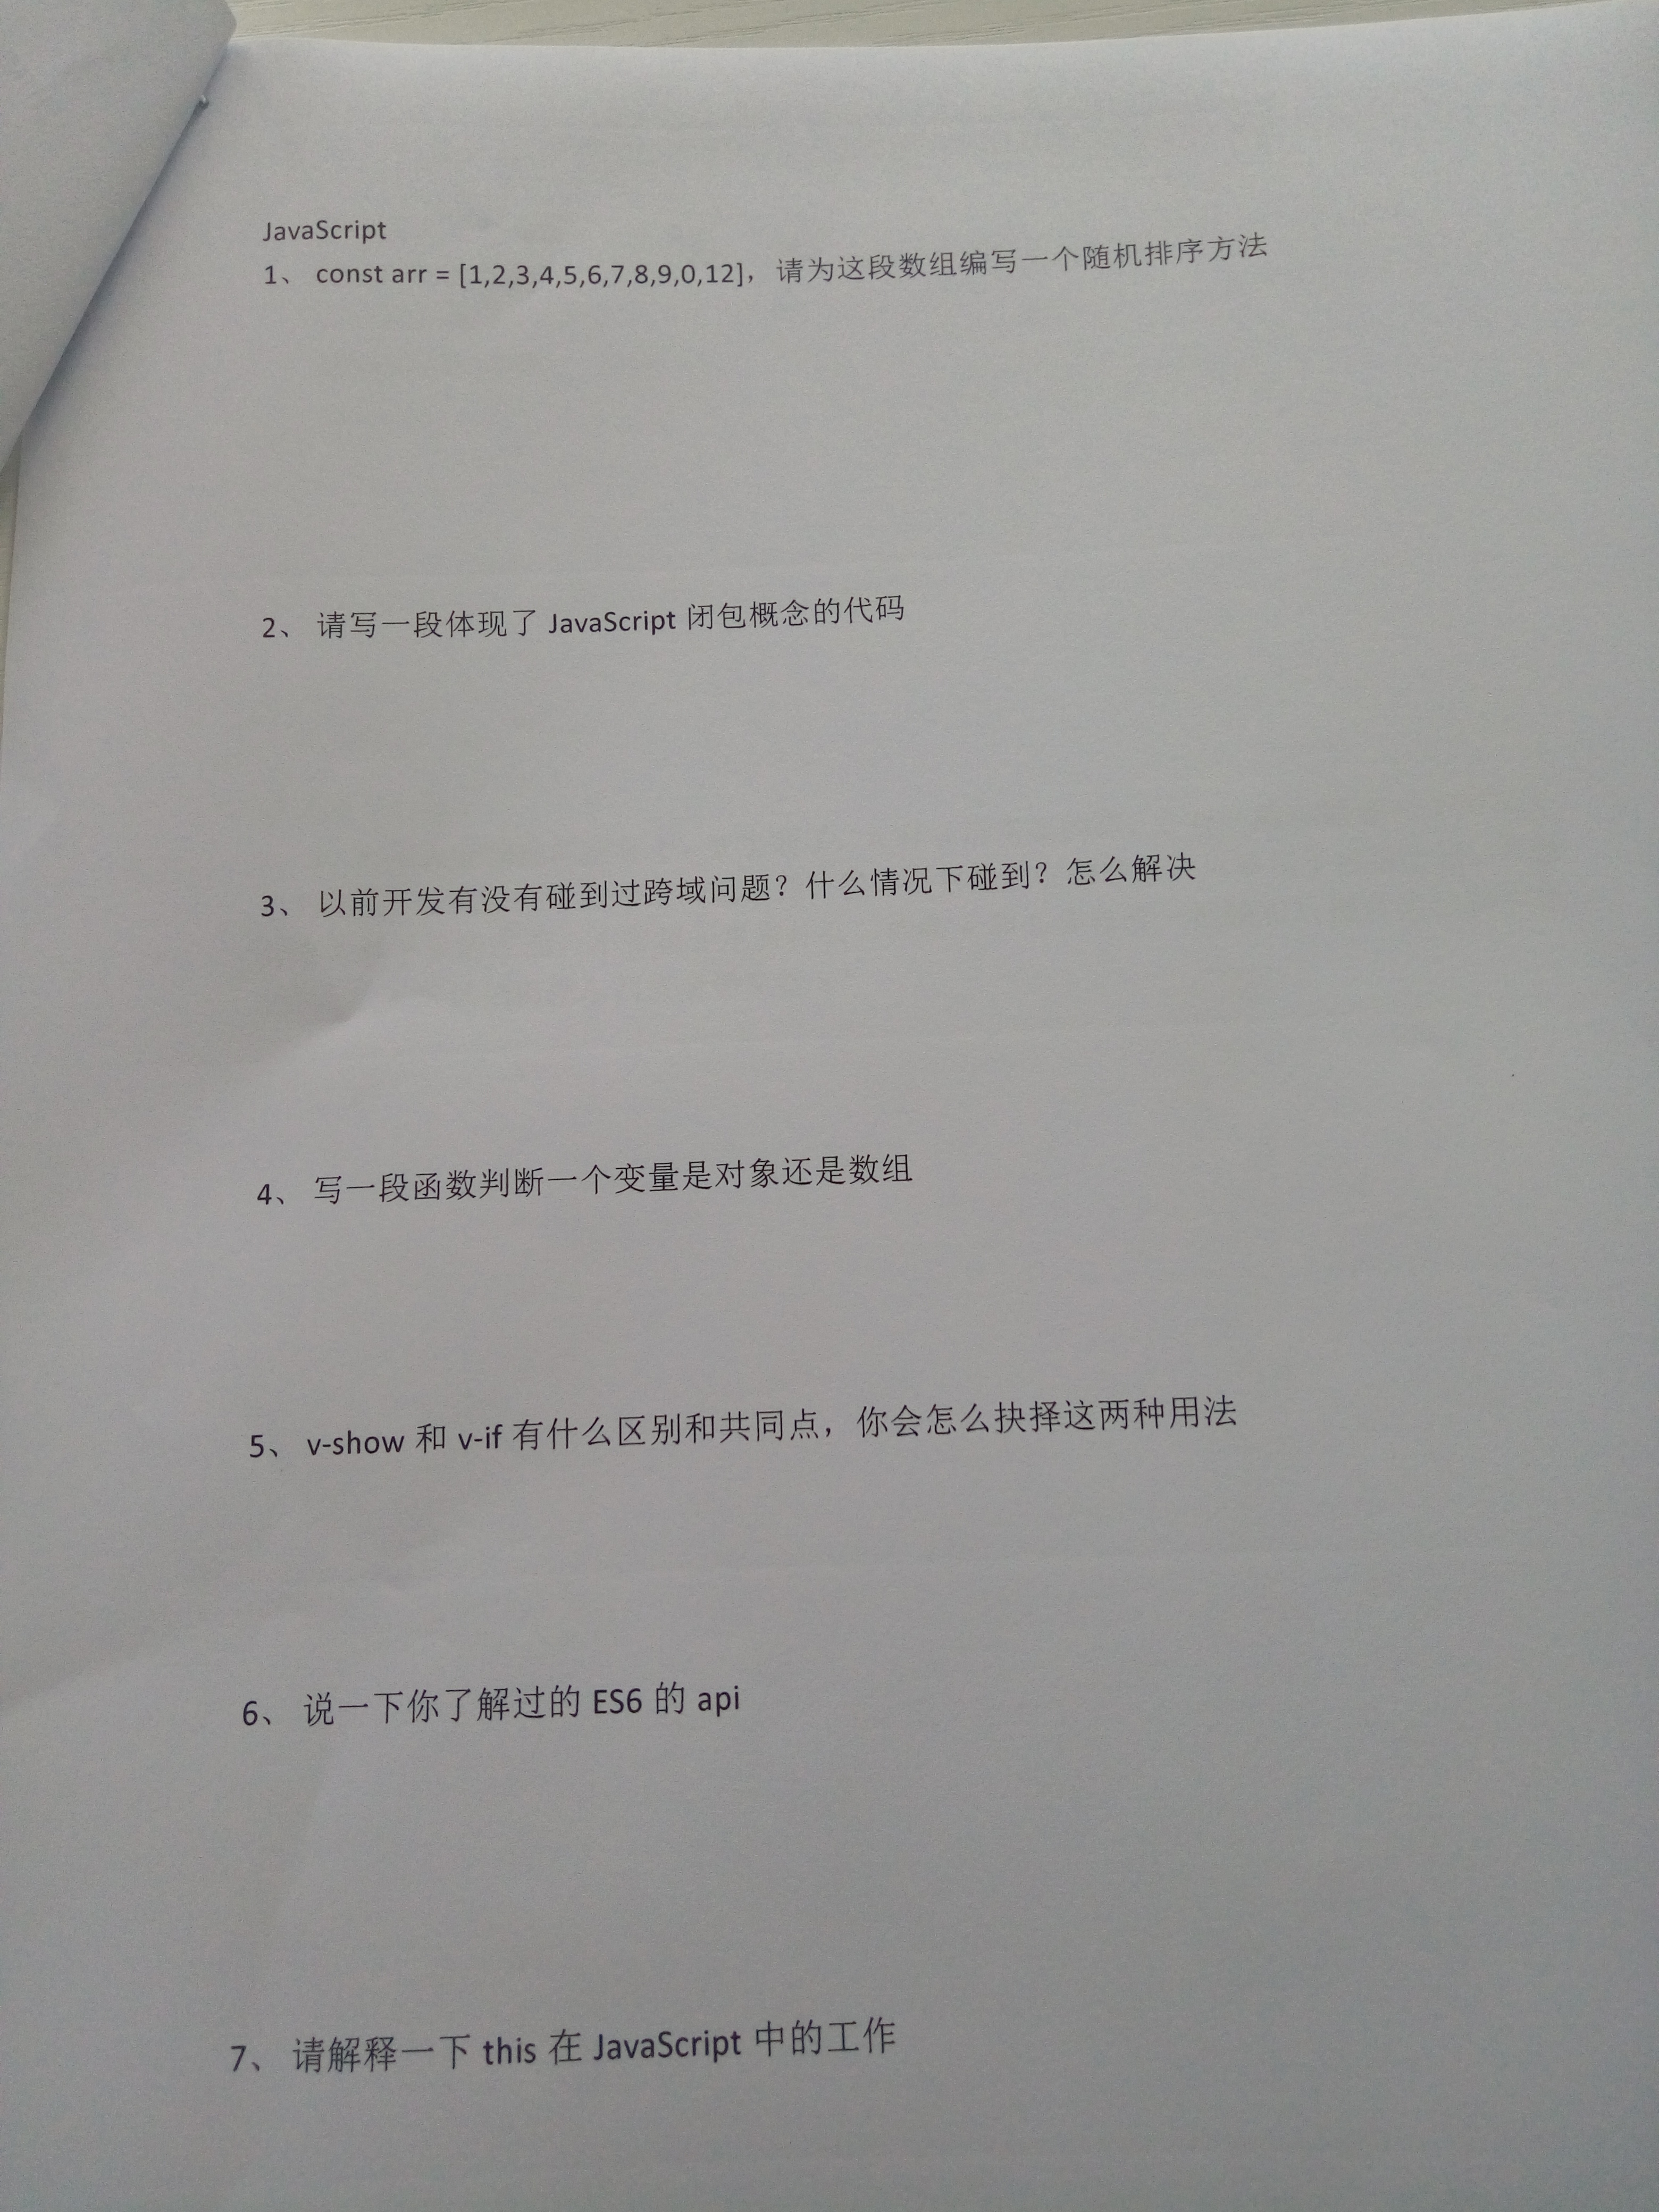 JavaScript
1、 const arr = [1,2,3,4,5,6,7,8,9,0,12]，请为这段数组编写一个随机排序方法
2、 请写一段体现了 JavaScript 闭包概念的代码
3、 以前开发有没有碰到过跨域问题？什么情况下碰到？怎么解决
4、 写一段函数判断一个变量是对象还是数组
5、 v-show 和 v-if 有什么区别和共同点，你会怎么抉择这两种用法
6、 说一下你了解过的 ES6 的 api
7、 请解释一下 this 在 JavaScript 中的工作